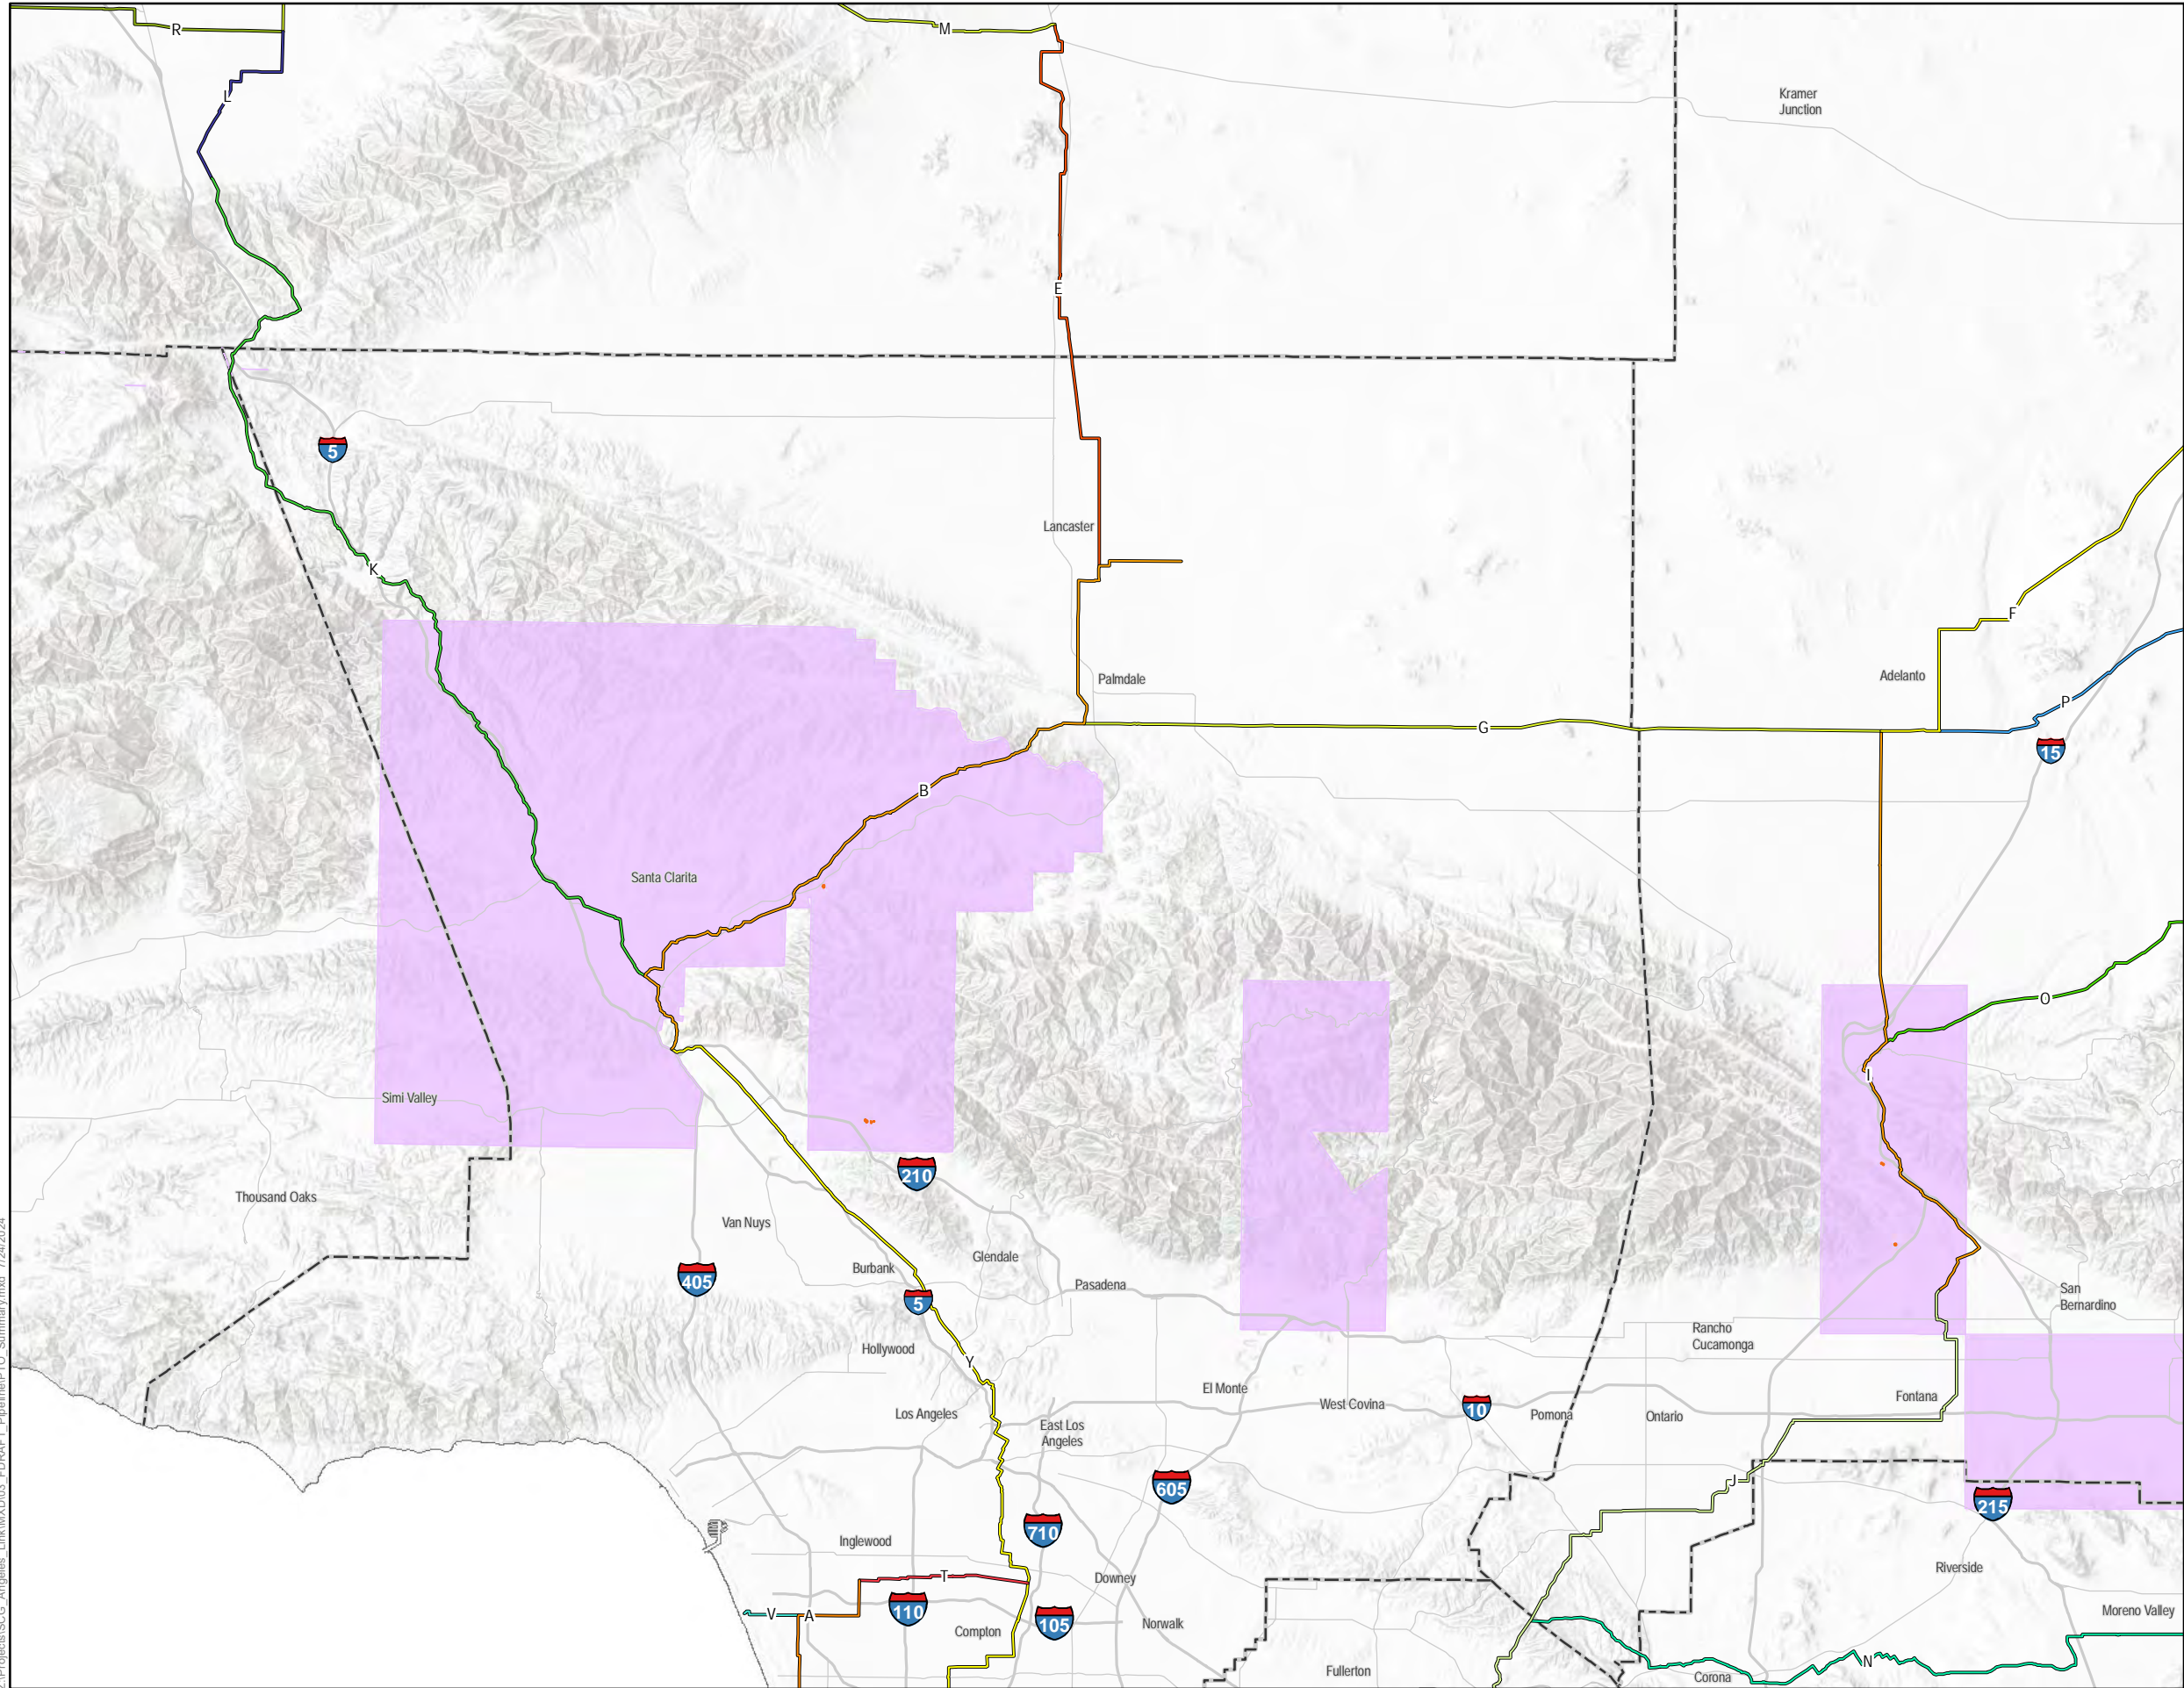 R
M
L
Kramer
Junction
E
5
Lancaster
K
F
Palmdale
Adelanto
P
G
15
B
Santa Clarita
O
I
Simi Valley
210
Thousand Oaks
Van Nuys
Glendale
Burbank
405
Pasadena
5
San
Bernardino
Rancho
Cucamonga
Hollywood
Y
El Monte
West Covina
Fontana
10
Los Angeles
Pomona
Ontario
East Los
Angeles
J
605
215
710
Inglewood
Riverside
T
Downey
110
Moreno Valley
V
A
105
Norwalk
Compton
N
Fullerton
Corona